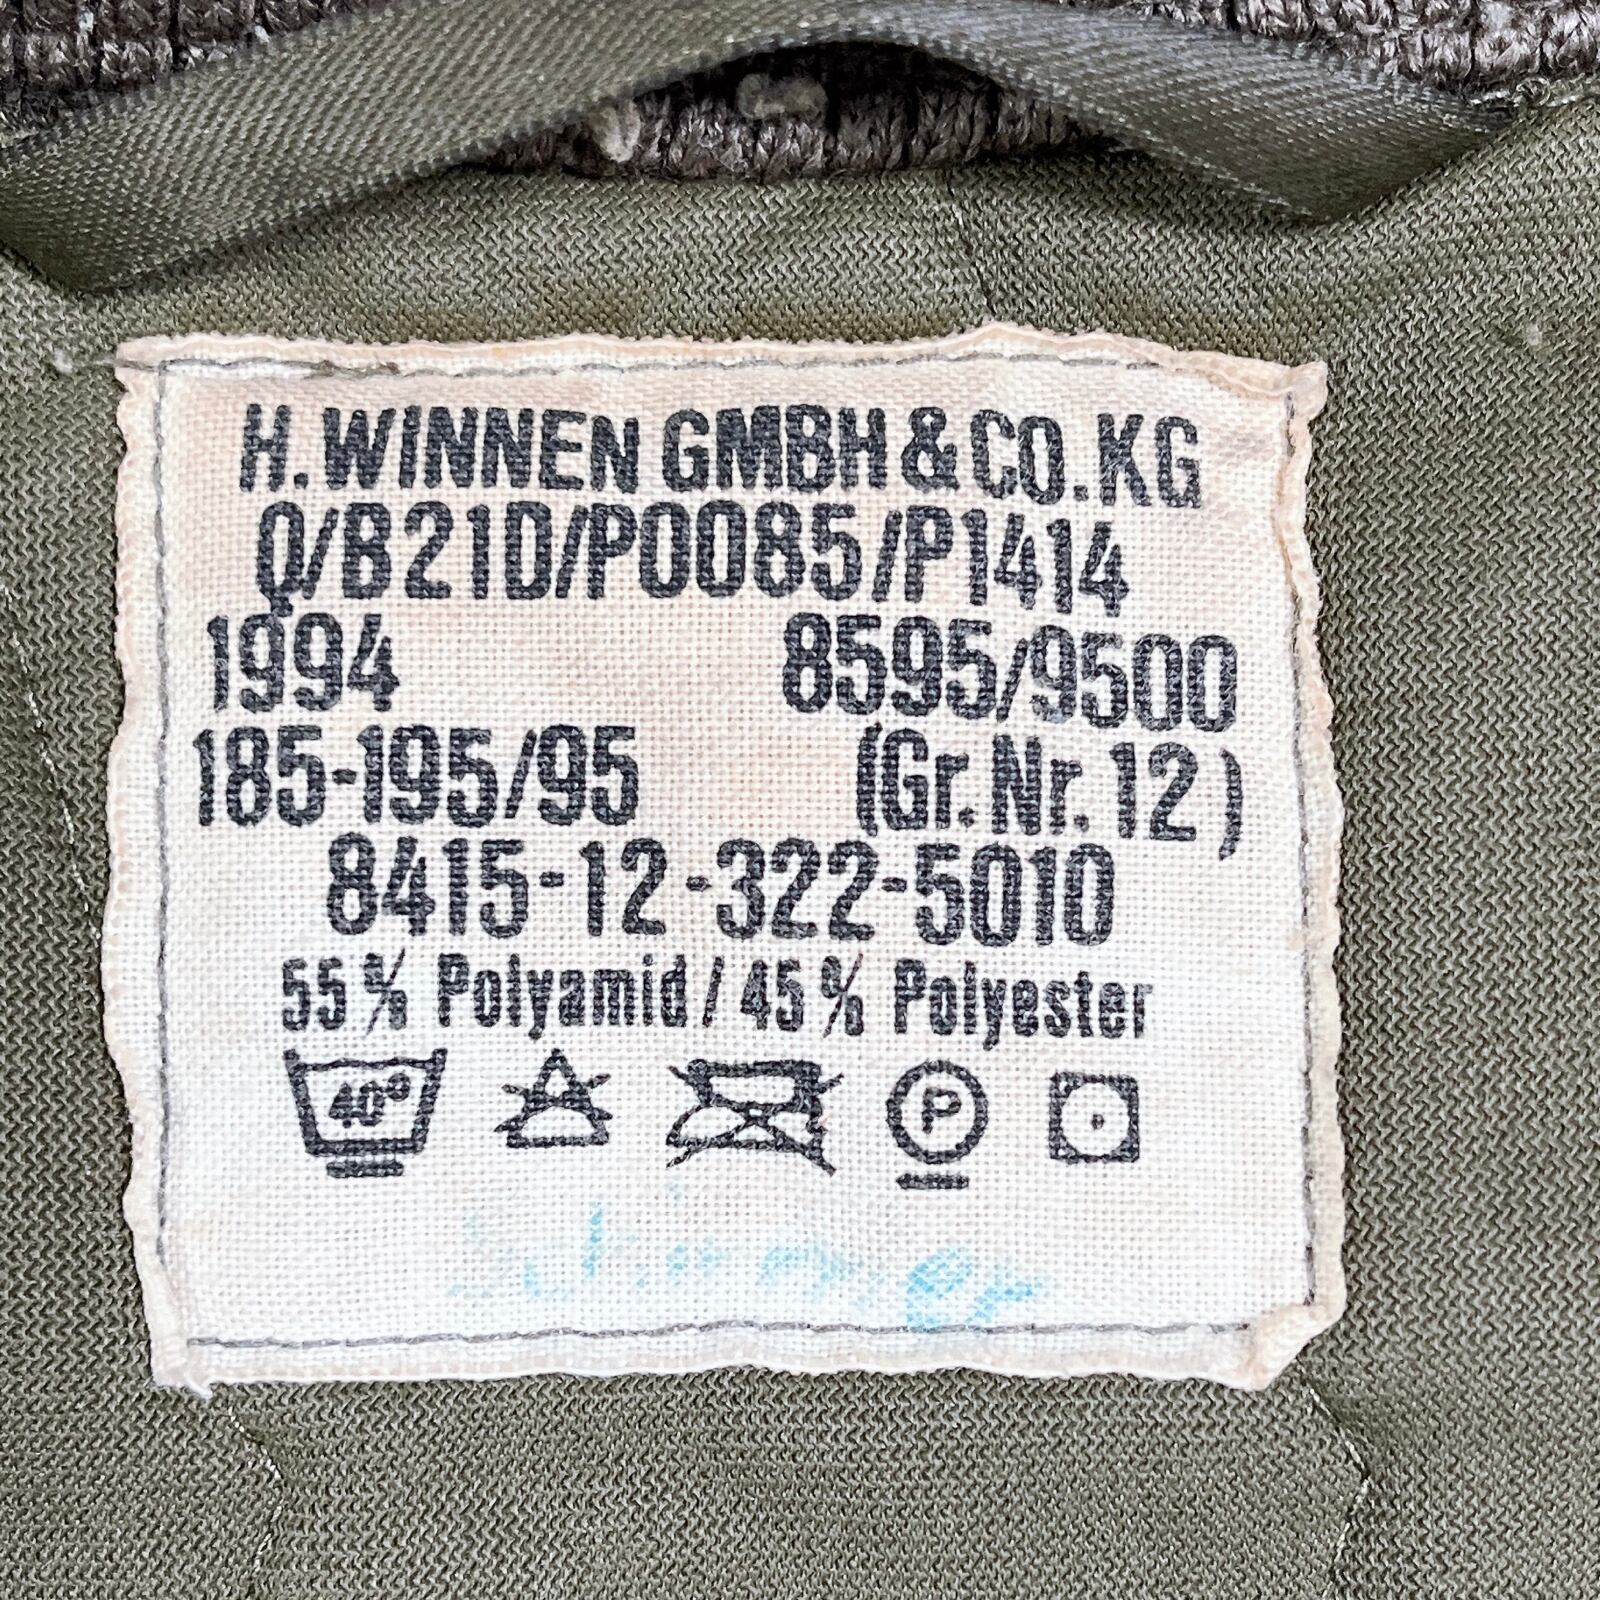 H. WINNEN GMBH & CO. KG
Q/B21D/P0085/P1414
1994 8595/9500
185-195/95 (Gr. Nr. 12)
8415-12-322-5010
55% Polyamid / 45% Polyester
40° P